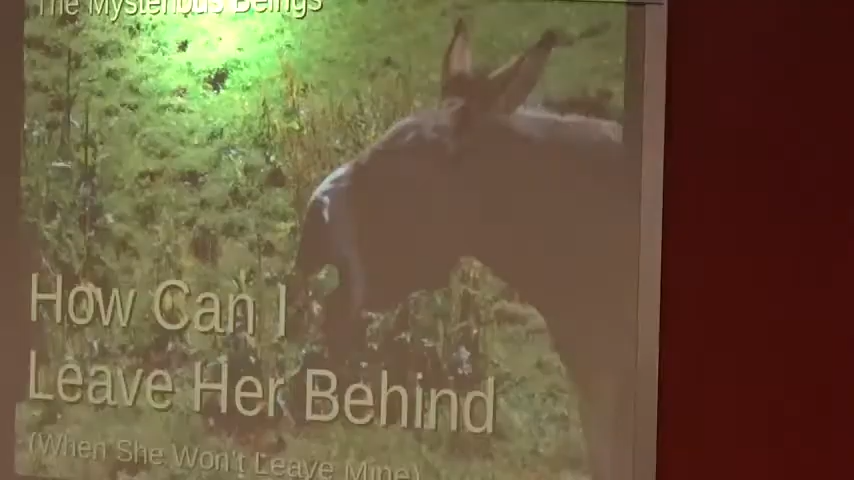 The Mysterious Beings
How Can I
Leave Her Behind
(When She Won't Leave Mine)